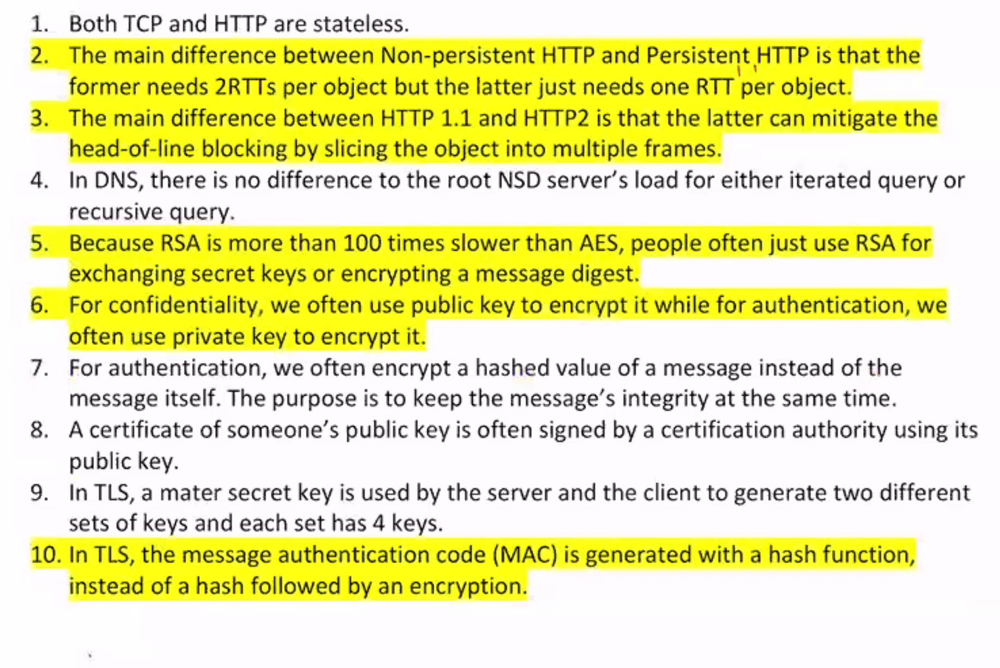 1. Both TCP and HTTP are stateless.
2. The main difference between Non-persistent HTTP and Persistent HTTP is that the
former needs 2RTTs per object but the latter just needs one RTT per object.
3. The main difference between HTTP 1.1 and HTTP2 is that the latter can mitigate the
head-of-line blocking by slicing the object into multiple frames.
4. In DNS, there is no difference to the root NSD server’s load for either iterated query or
recursive query.
5. Because RSA is more than 100 times slower than AES, people often just use RSA for
exchanging secret keys or encrypting a message digest.
6. For confidentiality, we often use public key to encrypt it while for authentication, we
often use private key to encrypt it.
7. For authentication, we often encrypt a hashed value of a message instead of the
message itself. The purpose is to keep the message’s integrity at the same time.
8. A certificate of someone’s public key is often signed by a certification authority using its
public key.
9. In TLS, a mater secret key is used by the server and the client to generate two different
sets of keys and each set has 4 keys.
10. In TLS, the message authentication code (MAC) is generated with a hash function,
instead of a hash followed by an encryption.